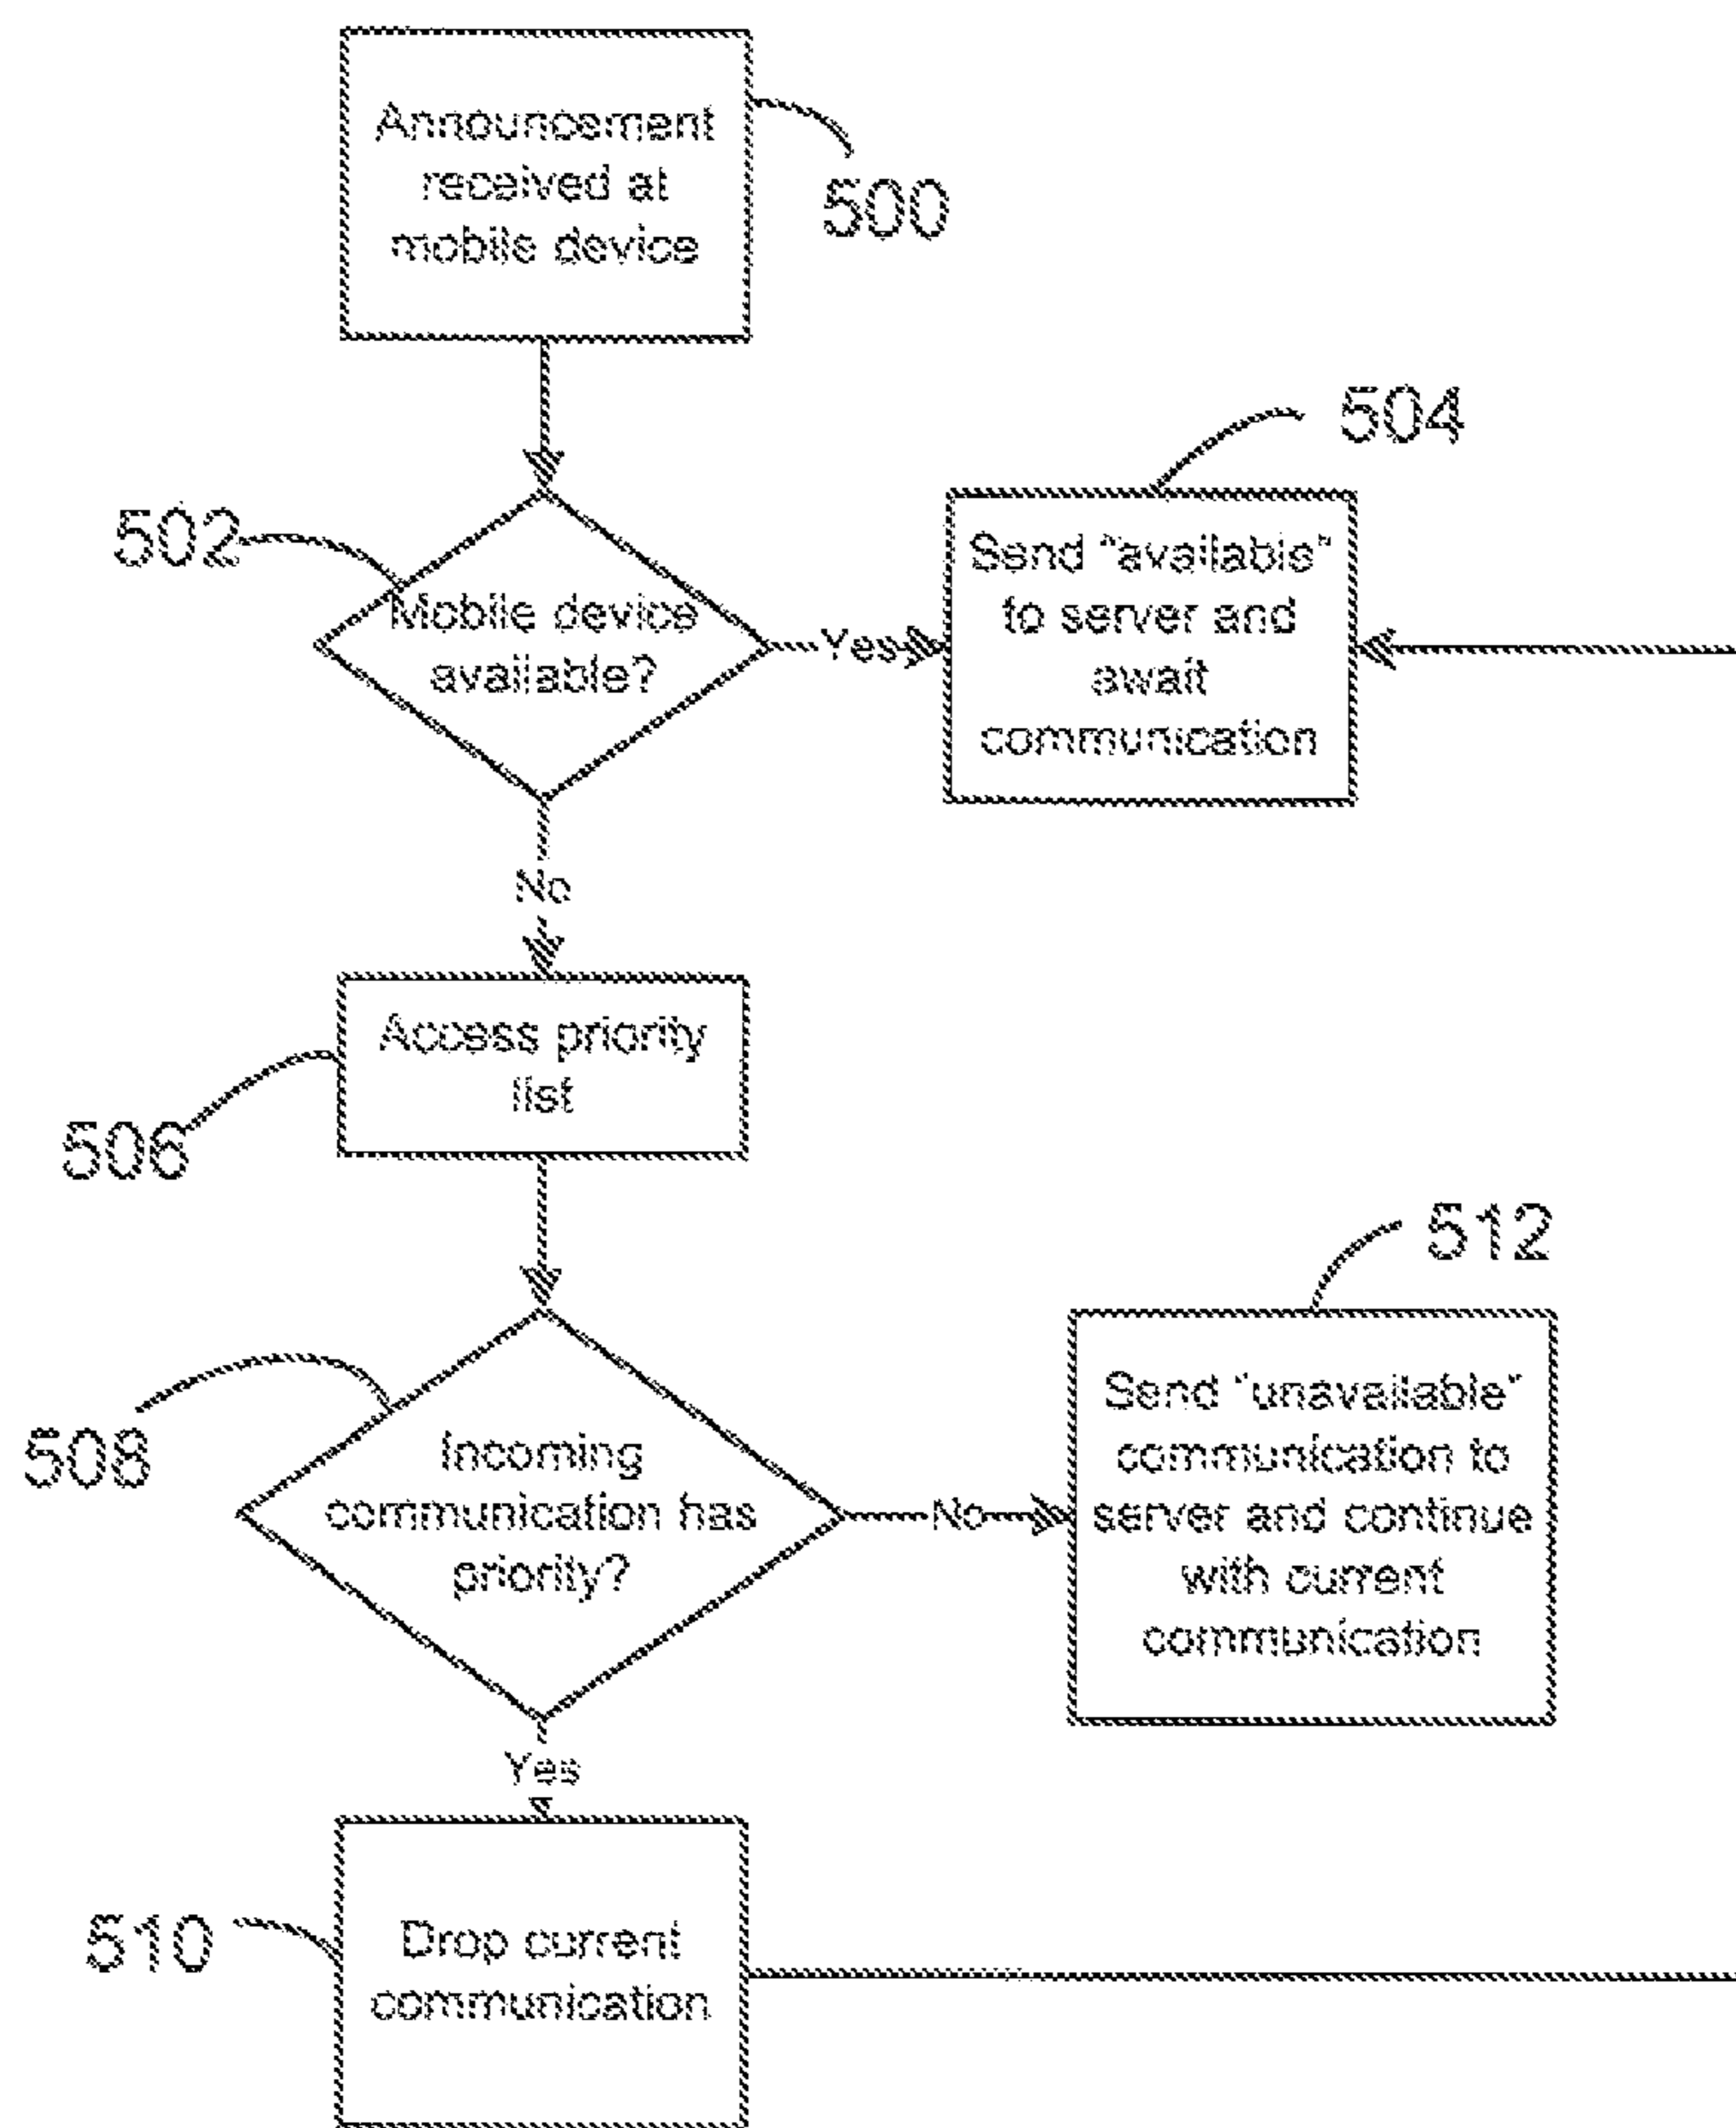 Announcement
received at
mobile device
500
504
502
Mobile device
available?
Yes
Send "available"
to server and
await
communication
No
Access priority
list
506
512
508
Incoming
communication has
priority?
No
Send "unavailable"
communication to
server and continue
with current
communication
Yes
510
Drop current
communication